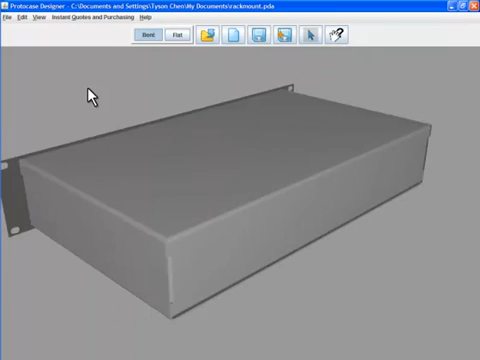 Protocase Designer - C:\Documents and Settings\Tyson Chen\My Documents\rackmount.pda
File Edit View Instant Quotes and Purchasing Help
Bent Flat